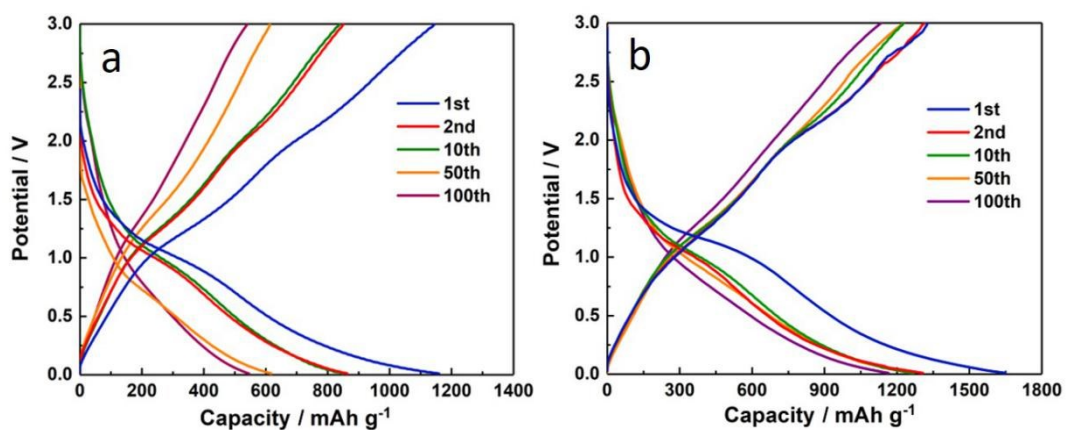 a
3.0
2.5
2.0
1.5
1.0
0.5
0.0
Potential / V
1st
2nd
10th
50th
100th
0 200 400 600 800 1000 1200 1400
Capacity / mAh g⁻¹
b
3.0
2.5
2.0
1.5
1.0
0.5
0.0
Potential / V
1st
2nd
10th
50th
100th
0 300 600 900 1200 1500 1800
Capacity / mAh g⁻¹